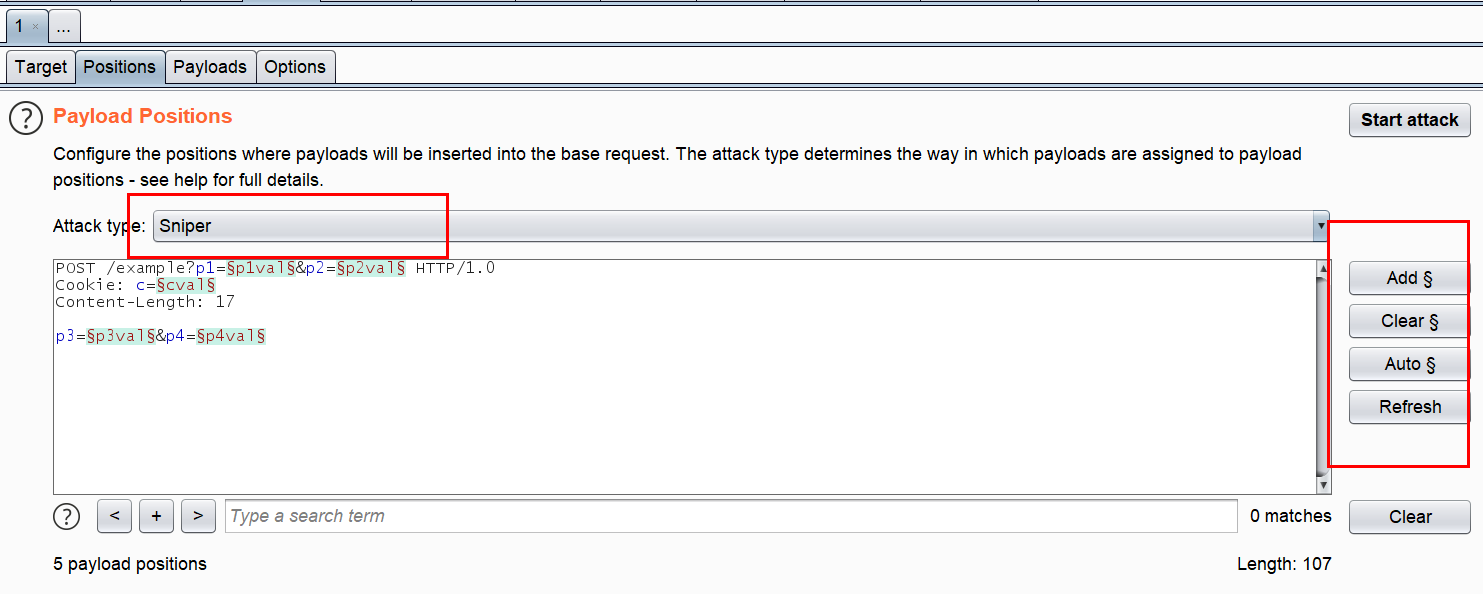 1 × ...
Target Positions Payloads Options
? Payload Positions
Start attack
Configure the positions where payloads will be inserted into the base request. The attack type determines the way in which payloads are assigned to payload
positions - see help for full details.
Attack type: Sniper
POST /example?p1=§p1val§&p2=§p2val§ HTTP/1.0
Cookie: c=§cval§
Content-Length: 17
p3=§p3val§&p4=§p4val§
Add §
Clear §
Auto §
Refresh
? < + > Type a search term 0 matches Clear
5 payload positions Length: 107